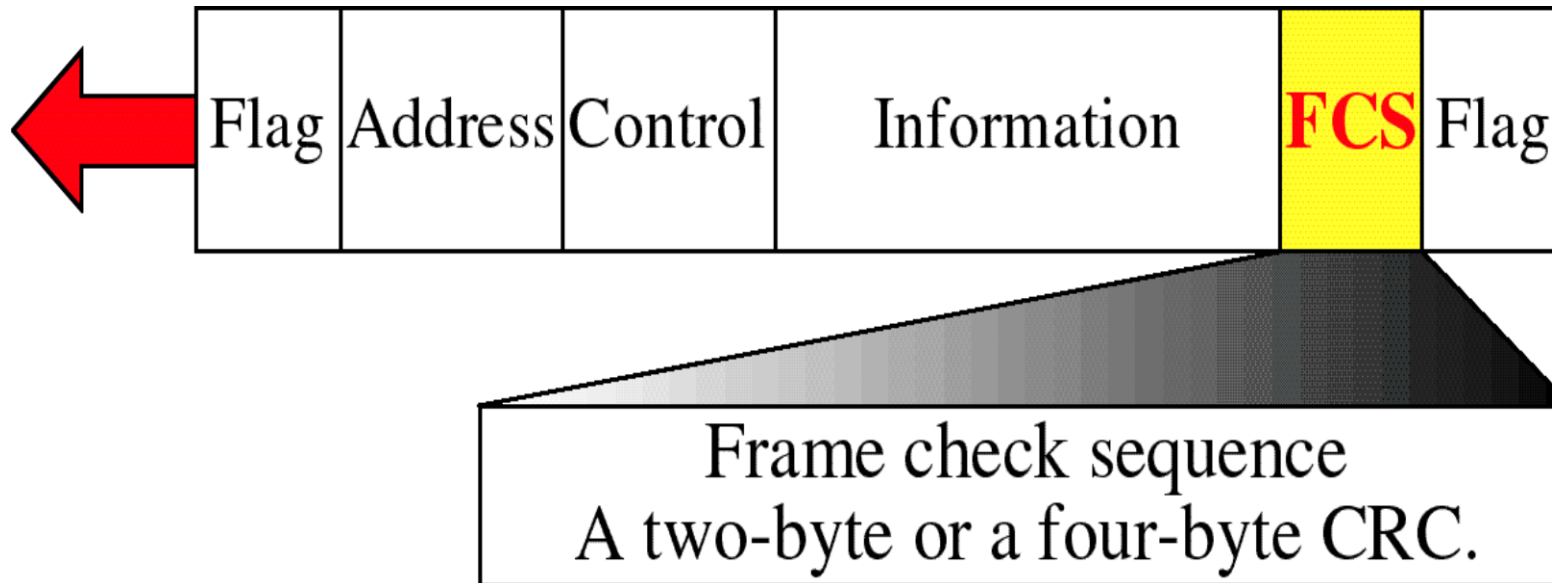 Flag Address Control Information FCS Flag
Frame check sequence
A two-byte or a four-byte CRC.